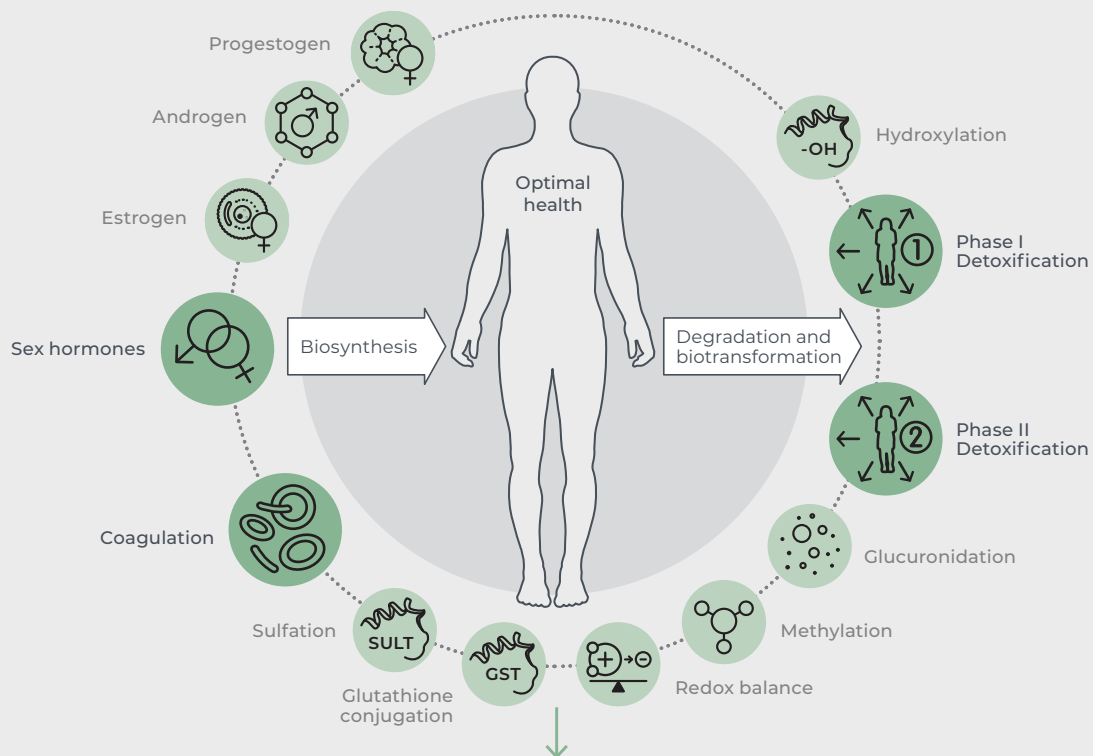 Progestogen
Androgen
Estrogen
Sex hormones
Coagulation
Sulfation
SULT
Glutathione
conjugation
GST
Redox balance
Methylation
Glucuronidation
Phase II
Detoxification
2
Phase I
Detoxification
1
Hydroxylation
-OH
Optimal
health
Biosynthesis
Degradation and
biotransformation